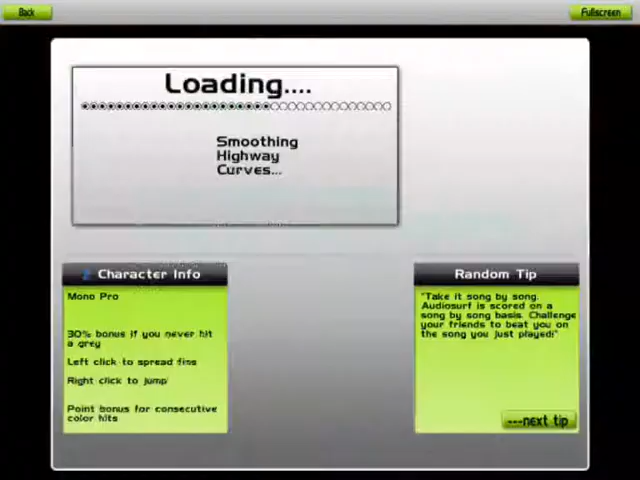 Back
Fullscreen
Loading....
Smoothing
Highway
Curves...
Character Info
Mono Pro
30% bonus if you never hit
a grey
Left click to spread fins
Right click to jump
Point bonus for consecutive
color hits
Random Tip
"Take it song by song.
Audiosurf is scored on a
song by song basis. Challenge
your friends to beat you on
the song you just played!"
---next tip